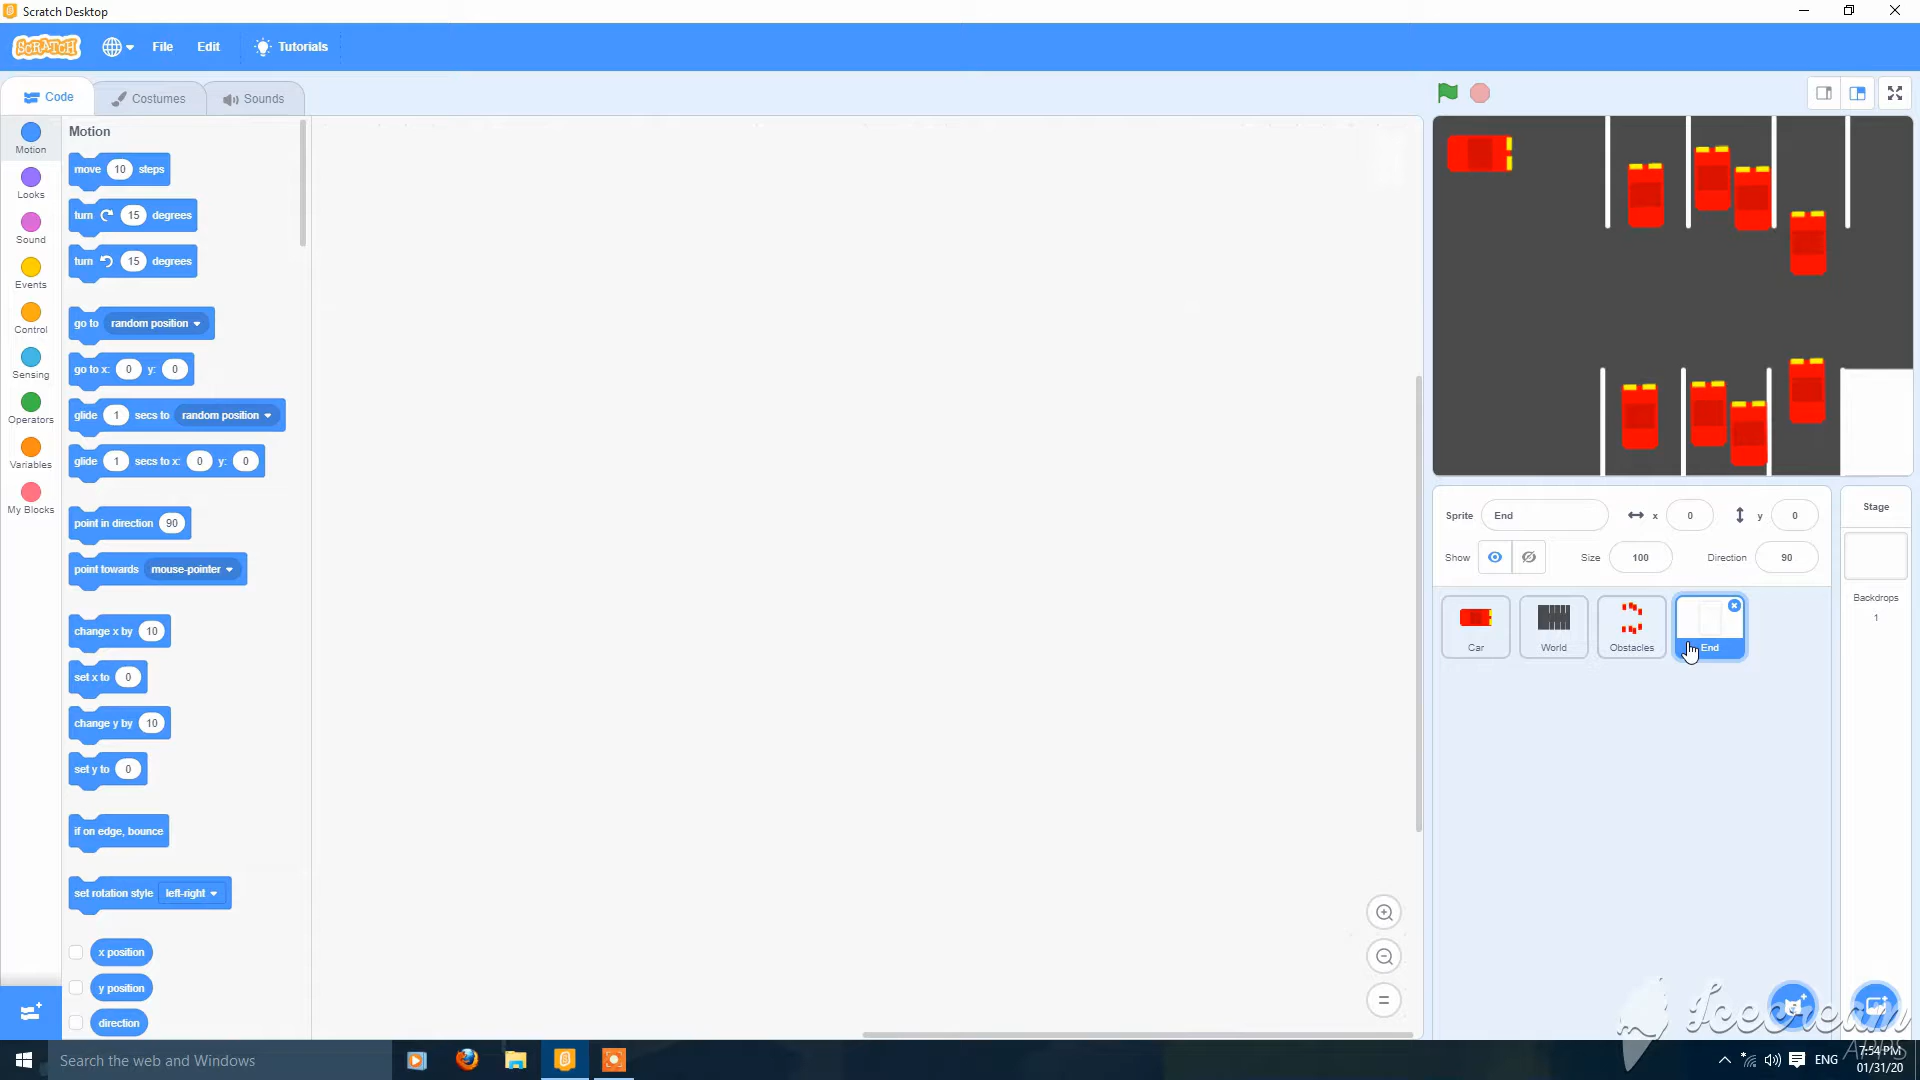 Scratch Desktop
SCRATCH File Edit Tutorials
Code Costumes Sounds
Motion
Looks
Sound
Events
Control
Sensing
Operators
Variables
My Blocks
Motion
move 10 steps
turn 15 degrees
turn 15 degrees
go to random position
go to x: 0 y: 0
glide 1 secs to random position
glide 1 secs to x: 0 y: 0
point in direction 90
point towards mouse-pointer
change x by 10
set x to 0
change y by 10
set y to 0
if on edge, bounce
set rotation style left-right
x position
y position
direction
Sprite End x 0 y 0
Show Size 100 Direction 90
Car World Obstacles End
Stage
Backdrops
1
Icecream
APPS
Search the web and Windows
ENG
7:54 PM
01/31/20